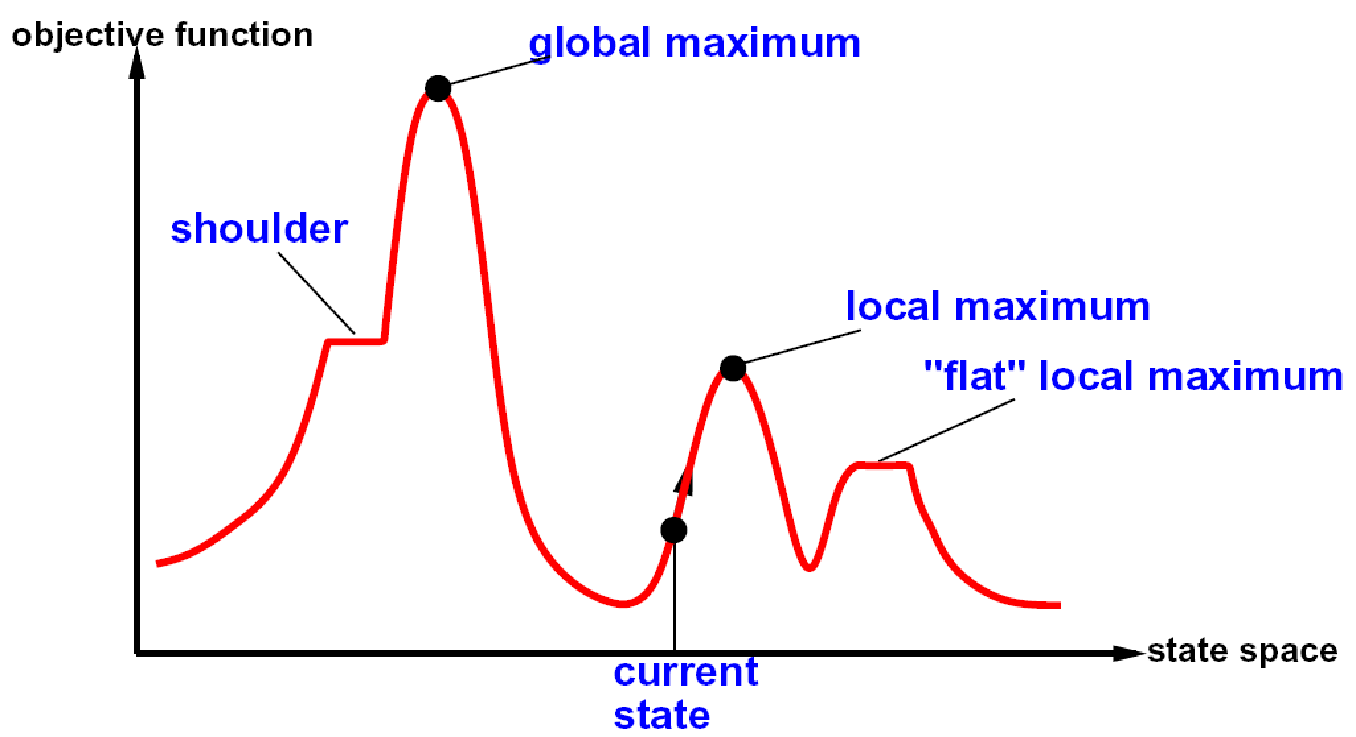 objective function
global maximum
shoulder
local maximum
"flat" local maximum
state space
current
state